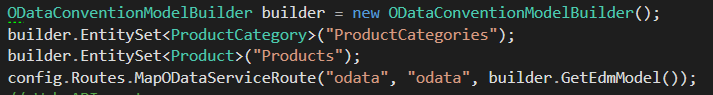 ODataConventionModelBuilder builder = new ODataConventionModelBuilder();
builder.EntitySet<ProductCategory>("ProductCategories");
builder.EntitySet<Product>("Products");
config.Routes.MapODataServiceRoute("odata", "odata", builder.GetEdmModel());